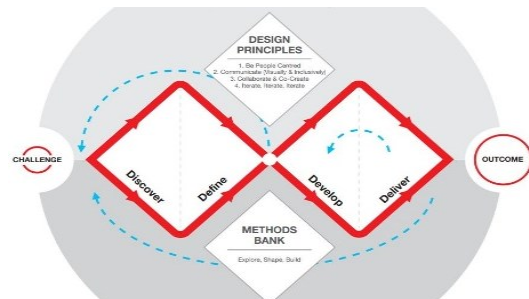 DESIGN
PRINCIPLES
1. Be People Centred
2. Communicate (Visually & Inclusively)
3. Collaborate & Co-Create
4. Iterate, Iterate, Iterate
CHALLENGE
OUTCOME
Discover
Define
Develop
Deliver
METHODS
BANK
Explore, Shape, Build